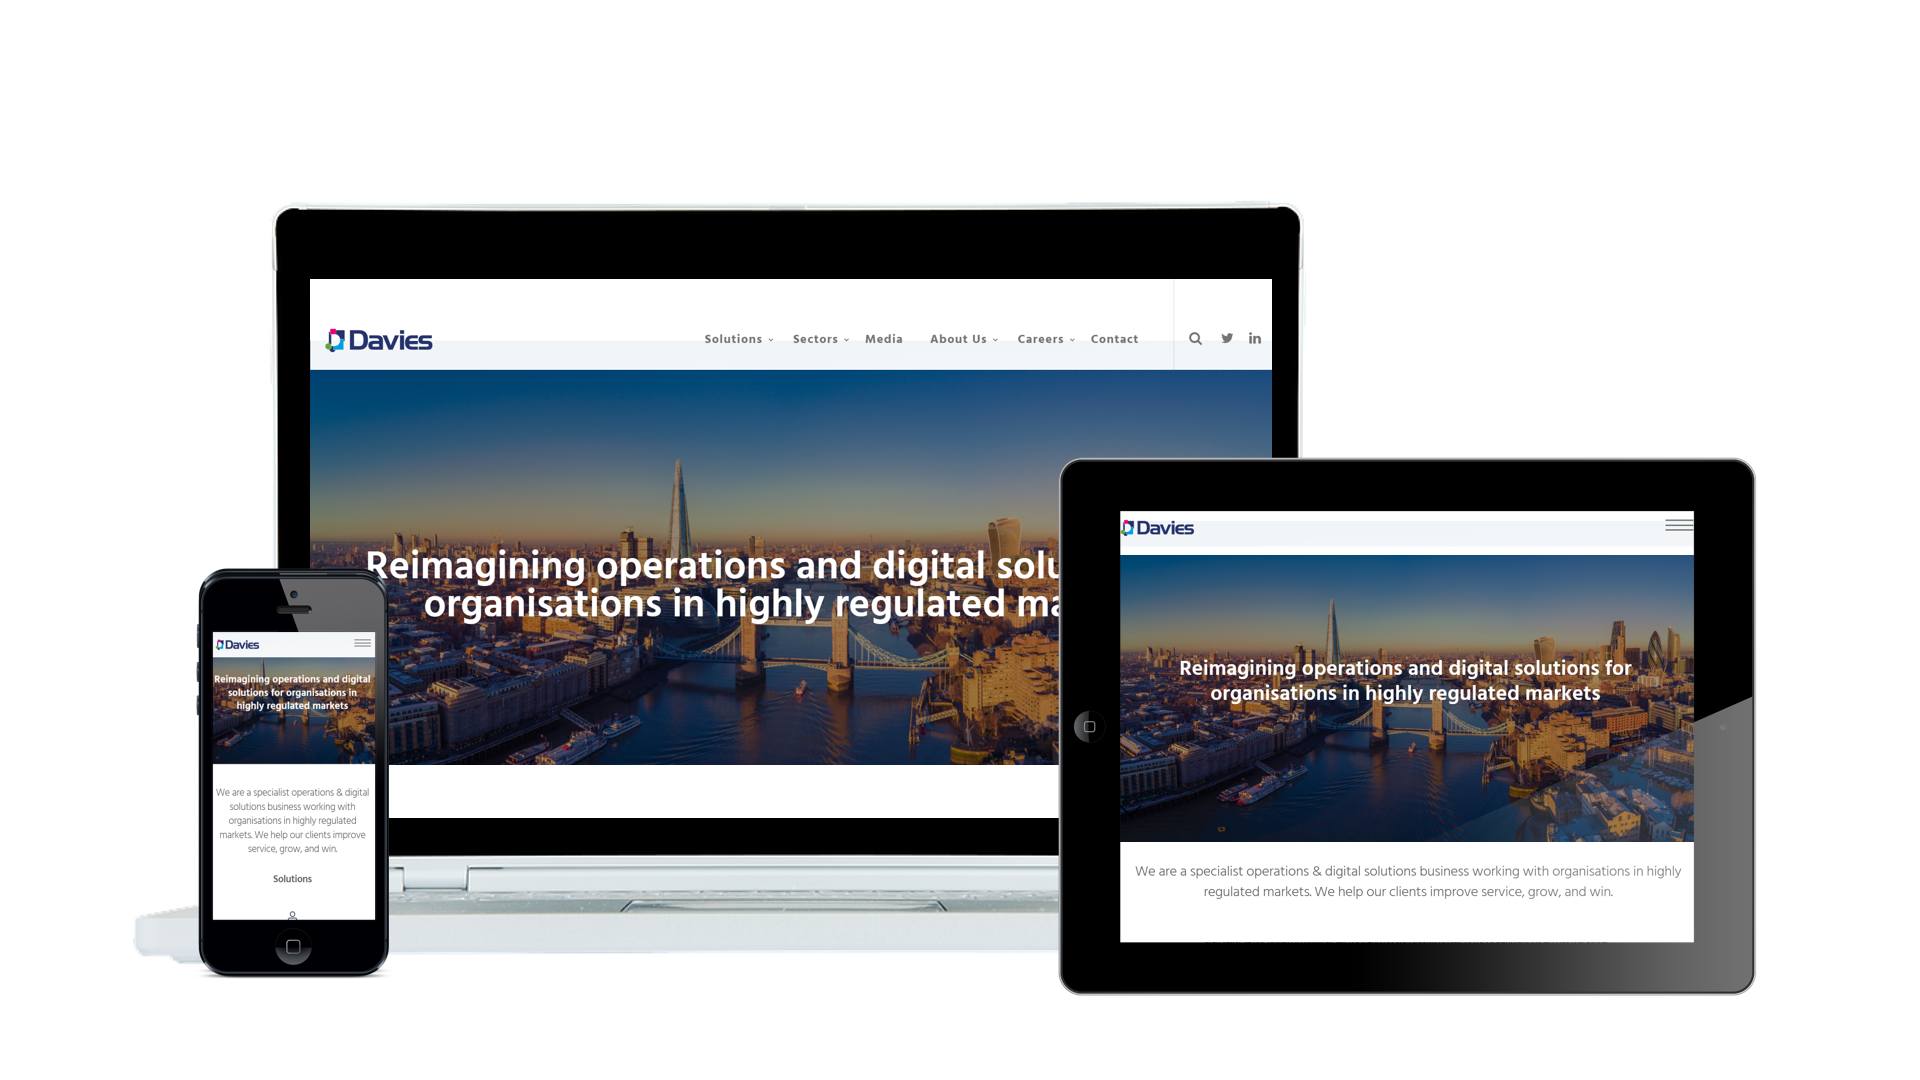 Davies
Solutions
Sectors
Media
About Us
Careers
Contact
in
Reimagining operations and digital solu
organisations in highly regulated ma
Davies
Reimagining operations and digital
solutions for organisations in
highly regulated markets
We are a specialist operations & digital
solutions business working with
organisations in highly regulated
markets. We help our clients improve
service, grow, and win.
Solutions
Davies
Reimagining operations and digital solutions for
organisations in highly regulated markets
We are a specialist operations & digital solutions business working with organisations in highly
regulated markets. We help our clients improve service, grow, and win.